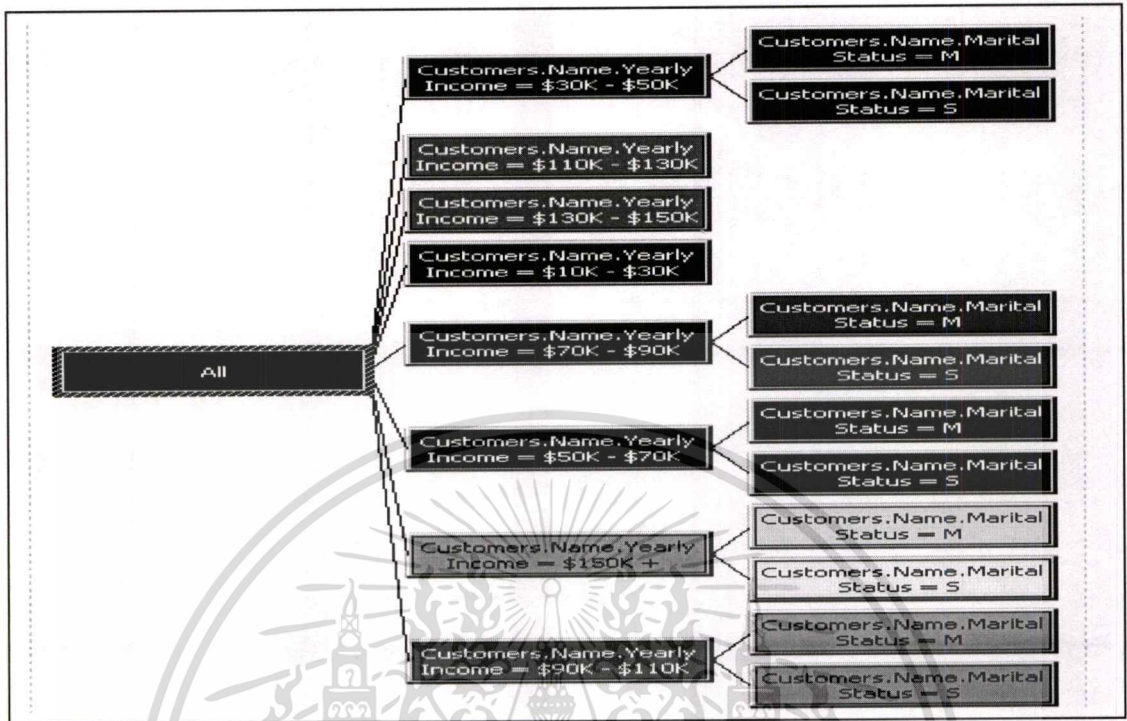 Customers.Name.Marital
Status = M
Customers.Name.Yearly
Income = $30K - $50K
Customers.Name.Marital
Status = S
Customers.Name.Yearly
Income = $110K - $130K
Customers.Name.Yearly
Income = $130K - $150K
Customers.Name.Yearly
Income = $10K - $30K
Customers.Name.Marital
Status = M
Customers.Name.Yearly
Income = $70K - $90K
Customers.Name.Marital
Status = S
All
Customers.Name.Marital
Status = M
Customers.Name.Yearly
Income = $50K - $70K
Customers.Name.Marital
Status = S
Customers.Name.Marital
Status = M
Customers.Name.Yearly
Income = $150K +
Customers.Name.Marital
Status = S
Customers.Name.Marital
Status = M
Customers.Name.Yearly
Income = $90K - $110K
Customers.Name.Marital
Status = S